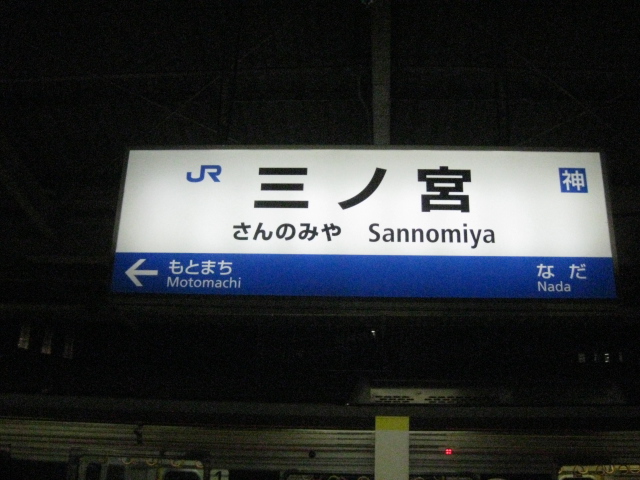 JR 三ノ宮 神
さんのみや Sannomiya
もとまち なだ
Motomachi Nada
1